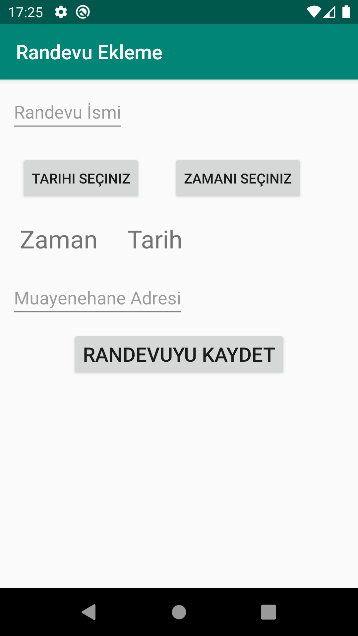 17:25
Randevu Ekleme
Randevu İsmi
TARIHI SEÇINIZ ZAMANI SEÇINIZ
Zaman Tarih
Muayenehane Adresi
RANDEVUYU KAYDET